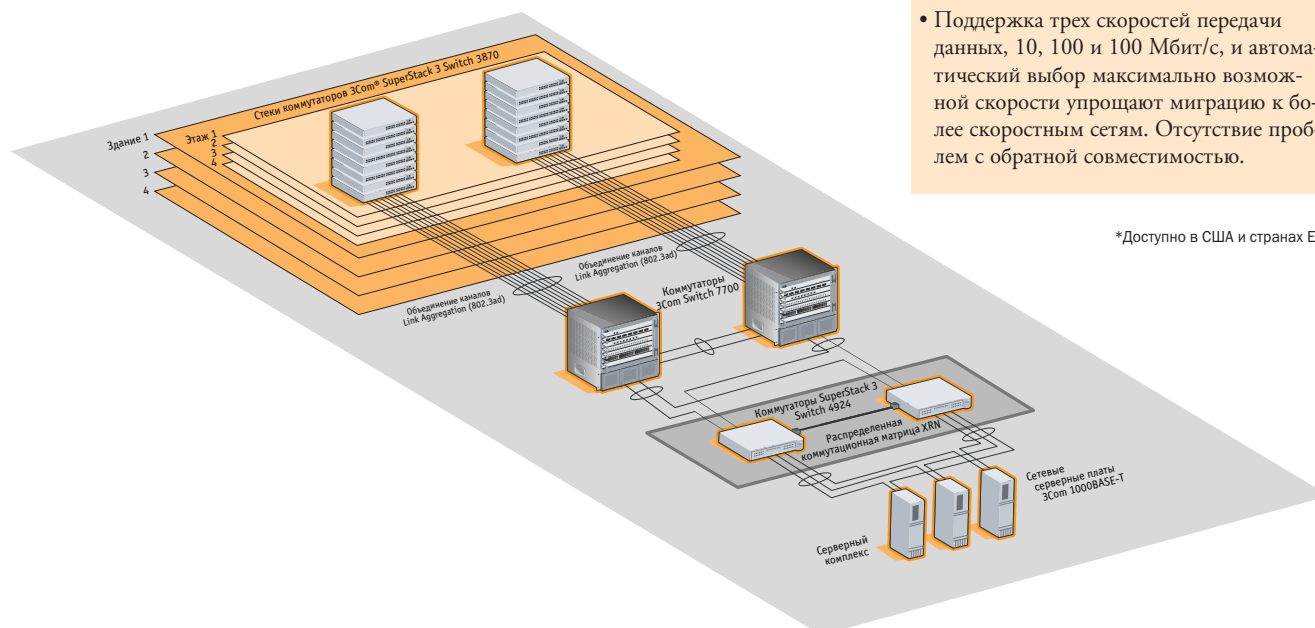 • Поддержка трех скоростей передачи
данных, 10, 100 и 100 Мбит/с, и автома-
тический выбор максимально возмож-
ной скорости упрощают миграцию к бо-
лее скоростным сетям. Отсутствие проб-
лем с обратной совместимостью.
*Доступно в США и странах Е
Стеки коммутаторов 3Com® SuperStack 3 Switch 3870
Здание 1
2
3
4
Этаж 1
2
3
4
Объединение каналов
Link Aggregation (802.3ad)
Объединение каналов
Link Aggregation (802.3ad)
Коммутаторы
3Com Switch 7700
Коммутаторы SuperStack 3
Switch 4924
Распределенная
коммутационная матрица XRN
Сетевые
серверные платы
3Com 1000BASE-T
Серверный
комплекс